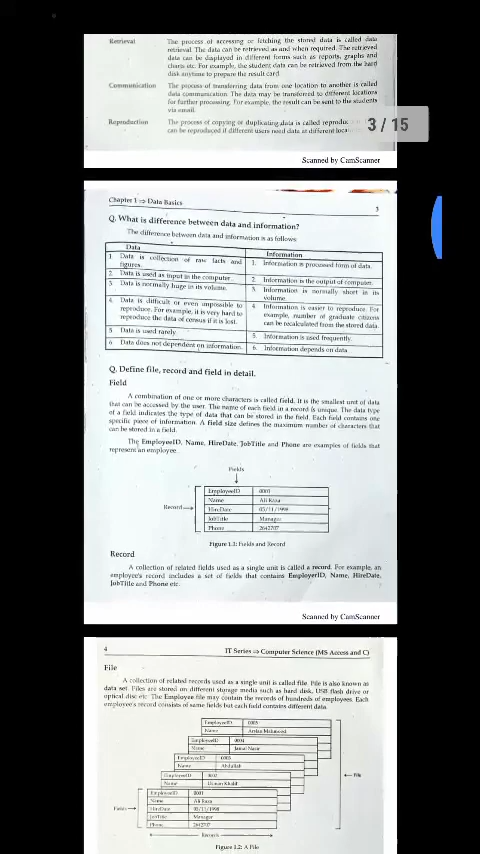 Retrieval The process of accessing or fetching the stored data is called data
retrieval. The data can be retrieved as and when required. The retrieved
data can be displayed in different forms such as reports, graphs and
charts etc. For example, the student data can be retrieved from the hard
disk anytime to prepare the result card.
Communication The process of transferring data from one location to another is called
data communication. The data may be transferred to different locations
for further processing. For example, the result can be sent to the students
via email.
Reproduction The process of copying or duplicating data is called
can be reproduced if different users need data at different
3 / 15
Scanned by CamScanner
Chapter 1 ⇒ Data Basics 3
Q. What is difference between data and information?
The difference between data and information is as follows:
Data Information
1. Data is collection of raw facts and figures. 1. Information is processed form of data.
2. Data is used as input in the computer. 2. Information is the output of computer.
3. Data is normally huge in its volume. 3. Information is normally short in its volume.
4. Data is difficult or even impossible to reproduce. For example, it is very hard to reproduce the data of census if it is lost. 4. Information is easier to reproduce. For example, number of graduate citizens can be recalculated from the stored data.
5. Data is used rarely. 5. Information is used frequently.
6. Data does not dependent on information. 6. Information depends on data.
Q. Define file, record and field in detail.
Field
A combination of one or more characters is called field. It is the smallest unit of data
that can be accessed by the user. The name of each field in a record is unique. The data type
of a field indicates the type of data that can be stored in the field. Each field contains one
specific piece of information. A field size defines the maximum number of characters that
can be stored in a field.
The EmployeeID, Name, HireDate, JobTitle and Phone are examples of fields that
represent an employee.
Fields
EmployeeID 0001
Name Ali Raza
Record HireDate 05/11/1998
JobTitle Manager
Phone 2642707
Figure 1.1: Fields and Record
Record
A collection of related fields used as a single unit is called a record. For example, an
employee's record includes a set of fields that contains EmployerID, Name, HireDate,
JobTitle and Phone etc.
Scanned by CamScanner
4 IT Series ⇒ Computer Science (MS Access and C)
File
A collection of related records used as a single unit is called file. File is also known as
data set. Files are stored on different storage media such as hard disk, USB flash drive or
optical disc etc. The Employee file may contain the records of hundreds of employees. Each
employee's record consists of same fields but each field contains different data.
EmployeeID 0005
Name Arslan Mahmood
EmployeeID 0004
Name Jamal Nasir
EmployeeID 0003
Name Abdullah
File
EmployeeID 0002
Name Usman Khalil
EmployeeID 0001
Name Ali Raza
Fields HireDate 05/11/1998
JobTitle Manager
Phone 2642707
Records
Figure 1.2: A File